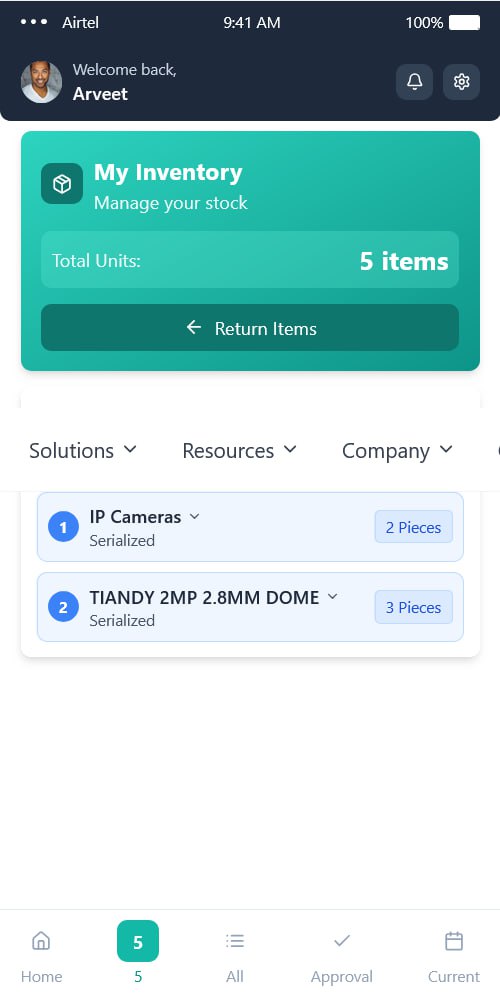 Airtel 9:41 AM 100%
Welcome back,
Arveet
My Inventory
Manage your stock
Total Units: 5 items
Return Items
Solutions Resources Company
1 IP Cameras 2 Pieces
Serialized
2 TIANDY 2MP 2.8MM DOME 3 Pieces
Serialized
5
Home 5 All Approval Current